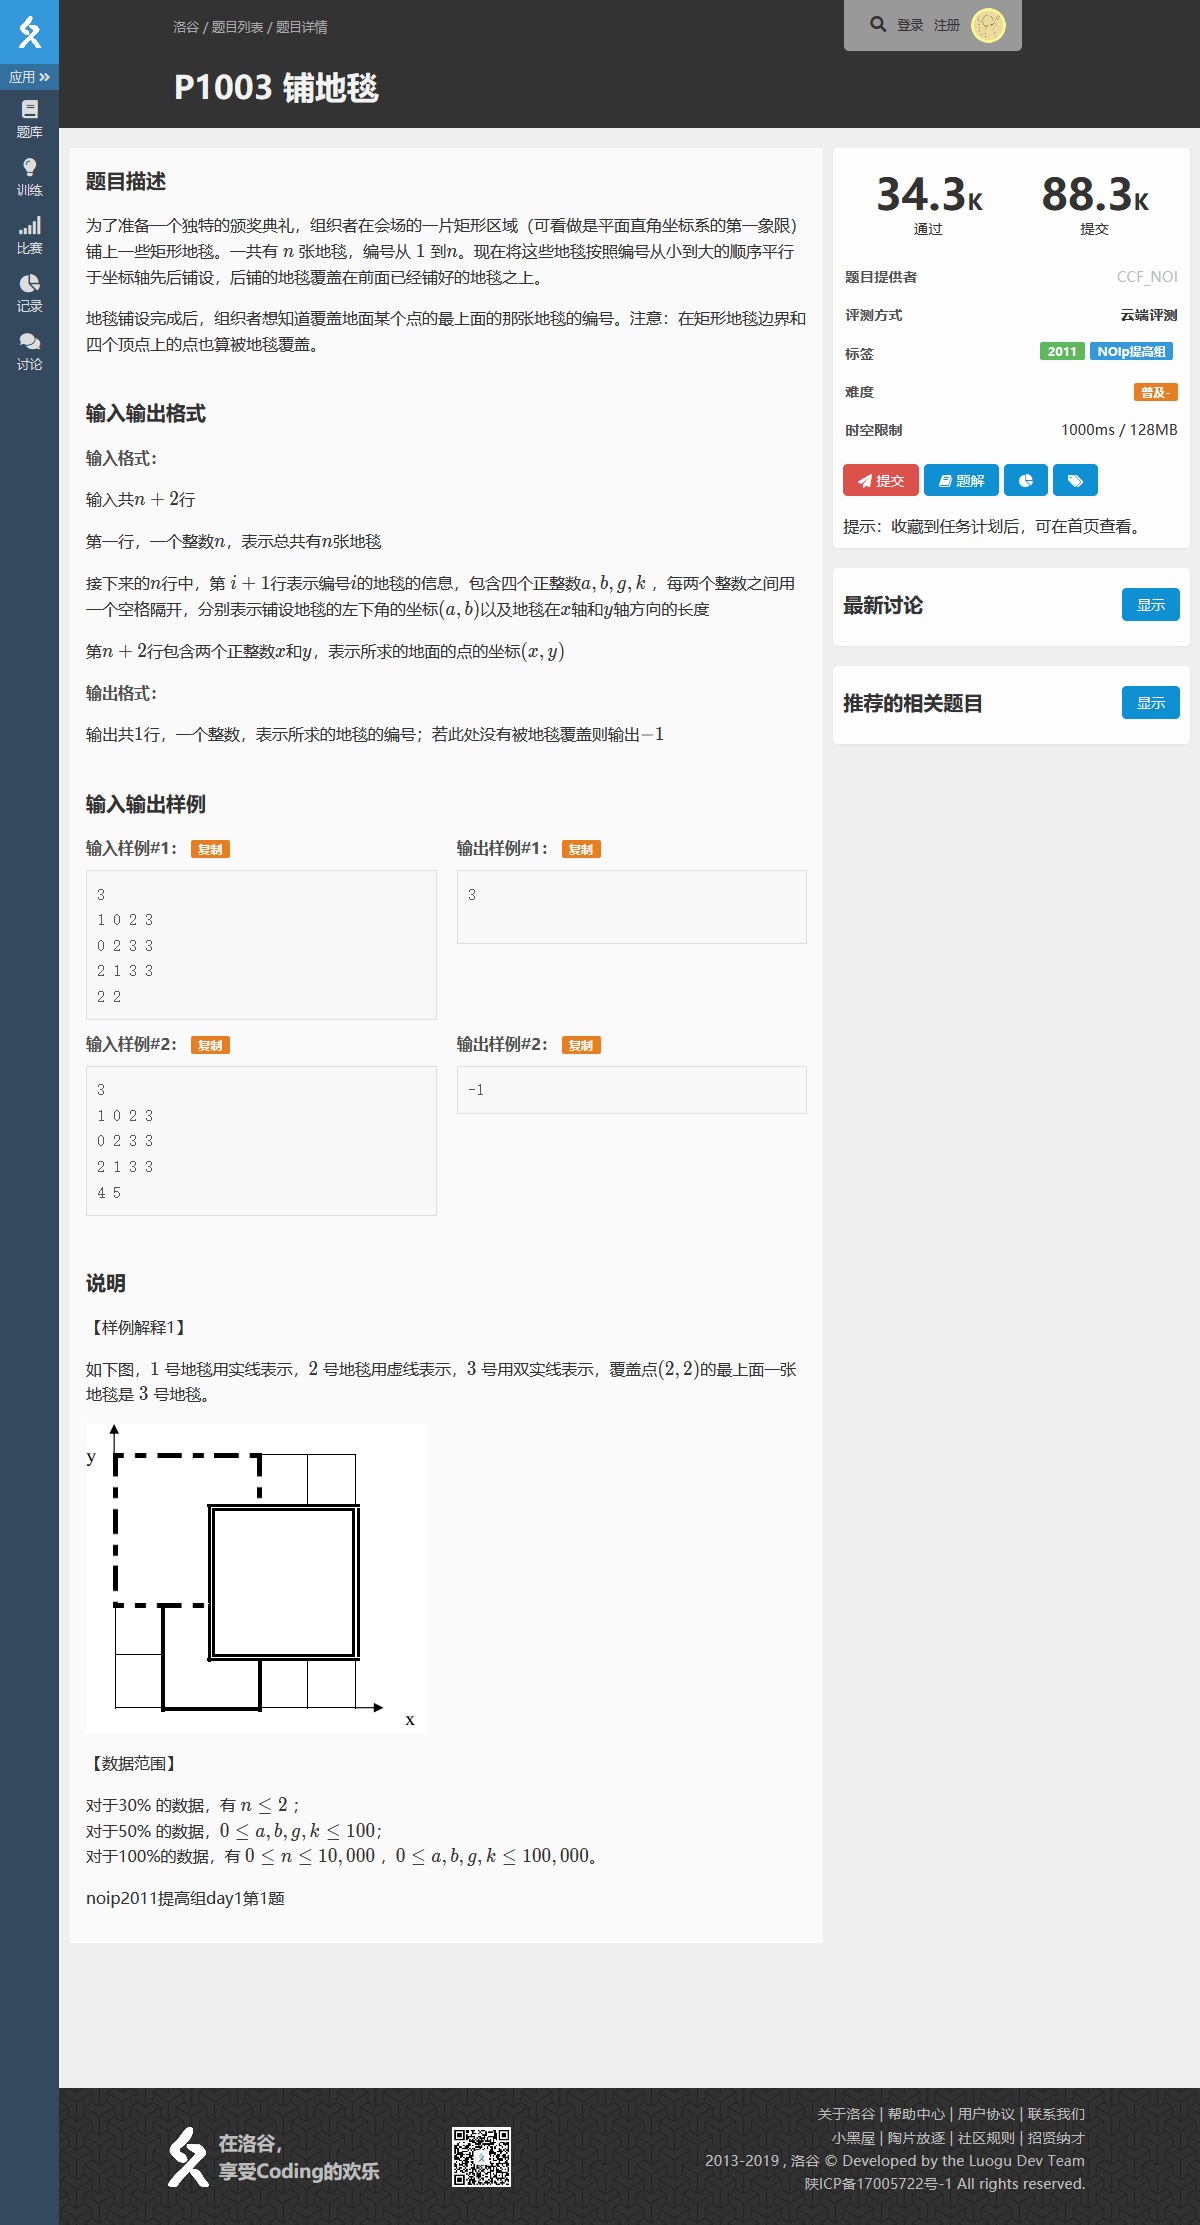 洛谷 / 题目列表 / 题目详情
登录 注册
应用
P1003 铺地毯
题库
训练
比赛
记录
讨论
题目描述
为了准备一个独特的颁奖典礼，组织者在会场的一片矩形区域（可看做是平面直角坐标系的第一象限）
铺上一些矩形地毯。一共有 n 张地毯，编号从 1 到n。现在将这些地毯按照编号从小到大的顺序平行
于坐标轴先后铺设，后铺的地毯覆盖在前面已经铺好的地毯之上。
地毯铺设完成后，组织者想知道覆盖地面某个点的最上面的那张地毯的编号。注意：在矩形地毯边界和
四个顶点上的点也算被地毯覆盖。
输入输出格式
输入格式：
输入共n + 2行
第一行，一个整数n，表示总共有n张地毯
接下来的n行中，第 i + 1行表示编号i的地毯的信息，包含四个正整数a, b, g, k ，每两个整数之间用
一个空格隔开，分别表示铺设地毯的左下角的坐标(a, b)以及地毯在x轴和y轴方向的长度
第n + 2行包含两个正整数x和y，表示所求的地面的点的坐标(x, y)
输出格式：
输出共1行，一个整数，表示所求的地毯的编号；若此处没有被地毯覆盖则输出−1
输入输出样例
输入样例#1： 复制
3
1 0 2 3
0 2 3 3
2 1 3 3
2 2
输出样例#1： 复制
3
输入样例#2： 复制
3
1 0 2 3
0 2 3 3
2 1 3 3
4 5
输出样例#2： 复制
-1
说明
【样例解释1】
如下图，1 号地毯用实线表示，2 号地毯用虚线表示，3 号用双实线表示，覆盖点(2, 2)的最上面一张
地毯是 3 号地毯。
y
x
【数据范围】
对于30% 的数据，有 n ≤ 2 ；
对于50% 的数据，0 ≤ a, b, g, k ≤ 100；
对于100%的数据，有 0 ≤ n ≤ 10,000 ，0 ≤ a, b, g, k ≤ 100,000。
noip2011提高组day1第1题
34.3K 88.3K
通过 提交
题目提供者 CCF_NOI
评测方式 云端评测
标签 2011 NOIp提高组
难度 普及-
时空限制 1000ms / 128MB
提交 题解
提示：收藏到任务计划后，可在首页查看。
最新讨论 显示
推荐的相关题目 显示
在洛谷，
享受Coding的欢乐
关于洛谷 | 帮助中心 | 用户协议 | 联系我们
小黑屋 | 陶片放逐 | 社区规则 | 招贤纳才
2013-2019 , 洛谷 © Developed by the Luogu Dev Team
陕ICP备17005722号-1 All rights reserved.